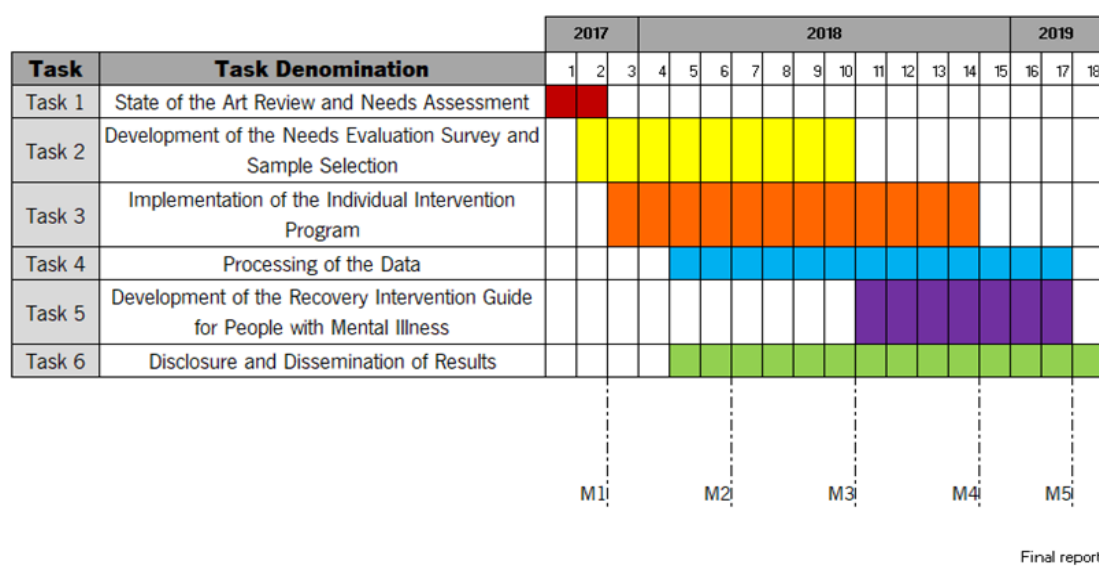 2017 2018 2019
Task Task Denomination 1 2 3 4 5 6 7 8 9 10 11 12 13 14 15 16 17 18
Task 1 State of the Art Review and Needs Assessment
Task 2 Development of the Needs Evaluation Survey and
Sample Selection
Task 3 Implementation of the Individual Intervention
Program
Task 4 Processing of the Data
Task 5 Development of the Recovery Intervention Guide
for People with Mental Illness
Task 6 Disclosure and Dissemination of Results
M1 M2 M3 M4 M5
Final report